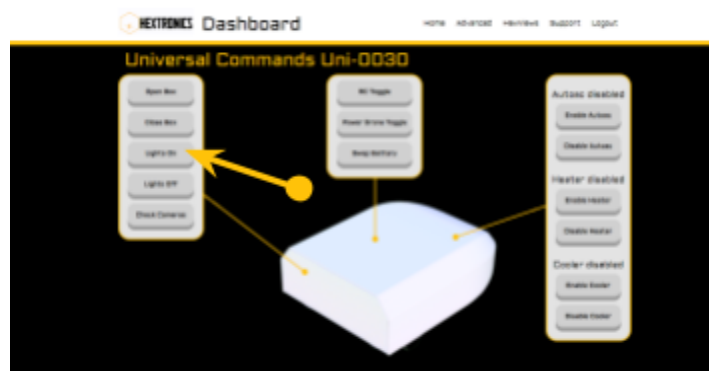 HEXTRONICS Dashboard
Home Advanced Hexviews Support Logout
Universal Commands Uni-0030
Open Box
Close Box
Lights On
Lights Off
Check Cameras
RC Toggle
Power Drone Toggle
Swap Battery
Autoac disabled
Enable Autoac
Disable Autoac
Heater disabled
Enable Heater
Disable Heater
Cooler disabled
Enable Cooler
Disable Cooler